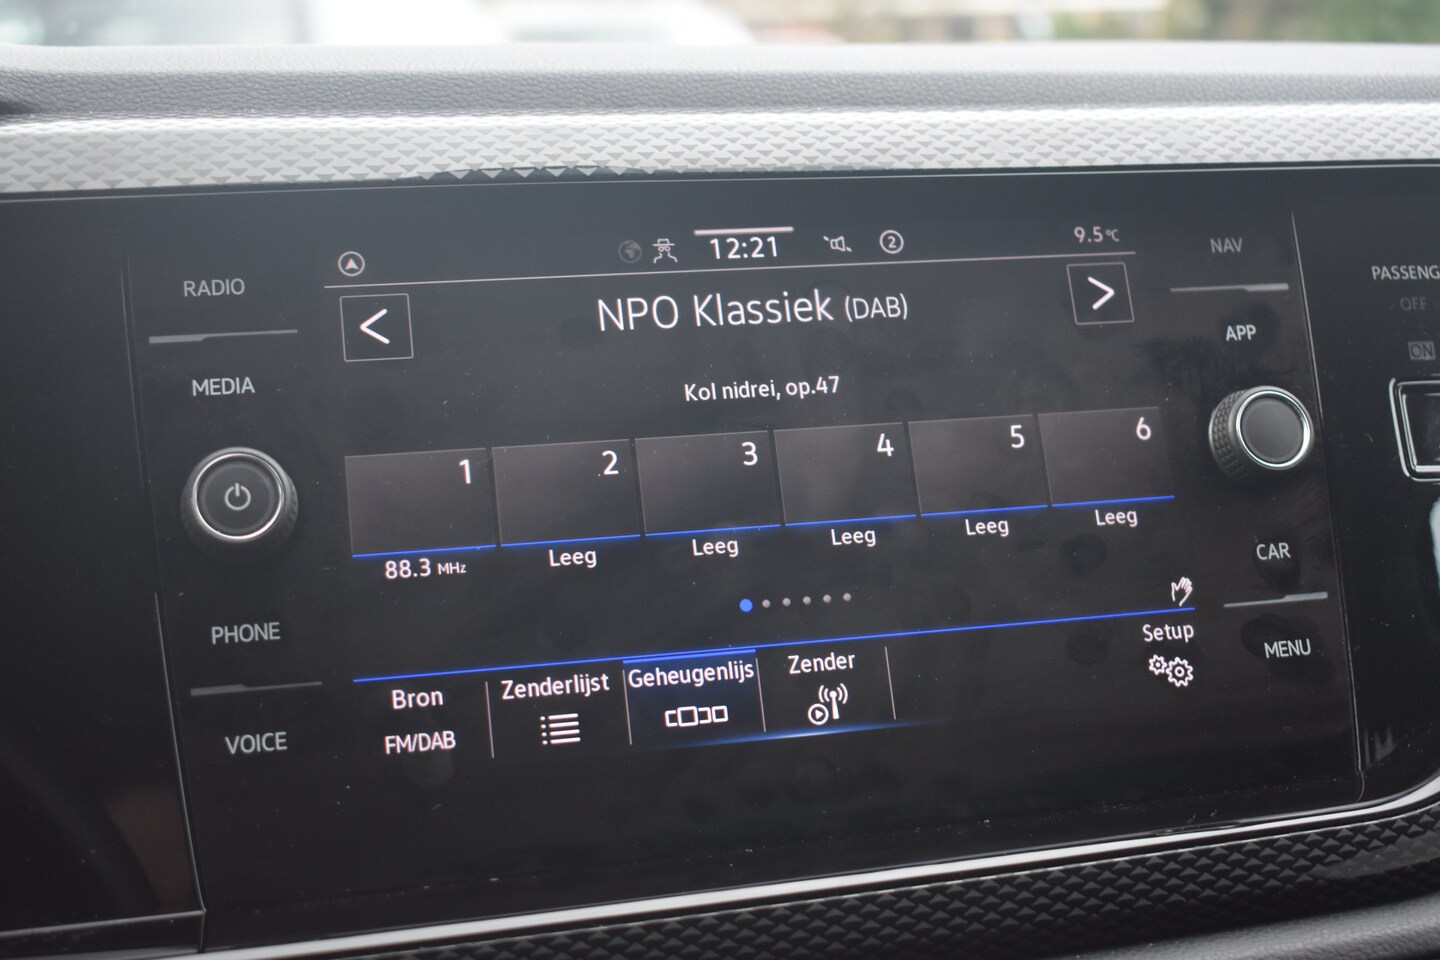 RADIO
MEDIA
PHONE
VOICE
12:21
2
9.5°C
NPO Klassiek (DAB)
Kol nidrei, op.47
1
2
3
4
5
6
88.3 MHz
Leeg
Leeg
Leeg
Leeg
Leeg
Bron
FM/DAB
Zenderlijst
Geheugenlijs
Zender
Setup
NAV
APP
CAR
MENU
PASSENG
OFF
ON